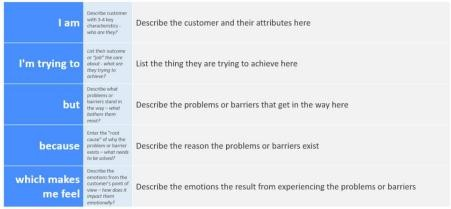 I am
Describe customer
with 3-4 key
characteristics -
who are they?
Describe the customer and their attributes here
I'm trying to
List their outcome
or "job" the care
about - what are
they trying to
achieve?
List the thing they are trying to achieve here
but
Describe what
problems or
barriers stand in
the way – what
bothers them
most?
Describe the problems or barriers that get in the way here
because
Enter the "root
cause" of why the
problem or barrier
exists – what needs
to be solved?
Describe the reason the problems or barriers exist
which makes
me feel
Describe the
emotions from the
customer's point of
view – how does it
impact them
emotionally?
Describe the emotions the result from experiencing the problems or barriers